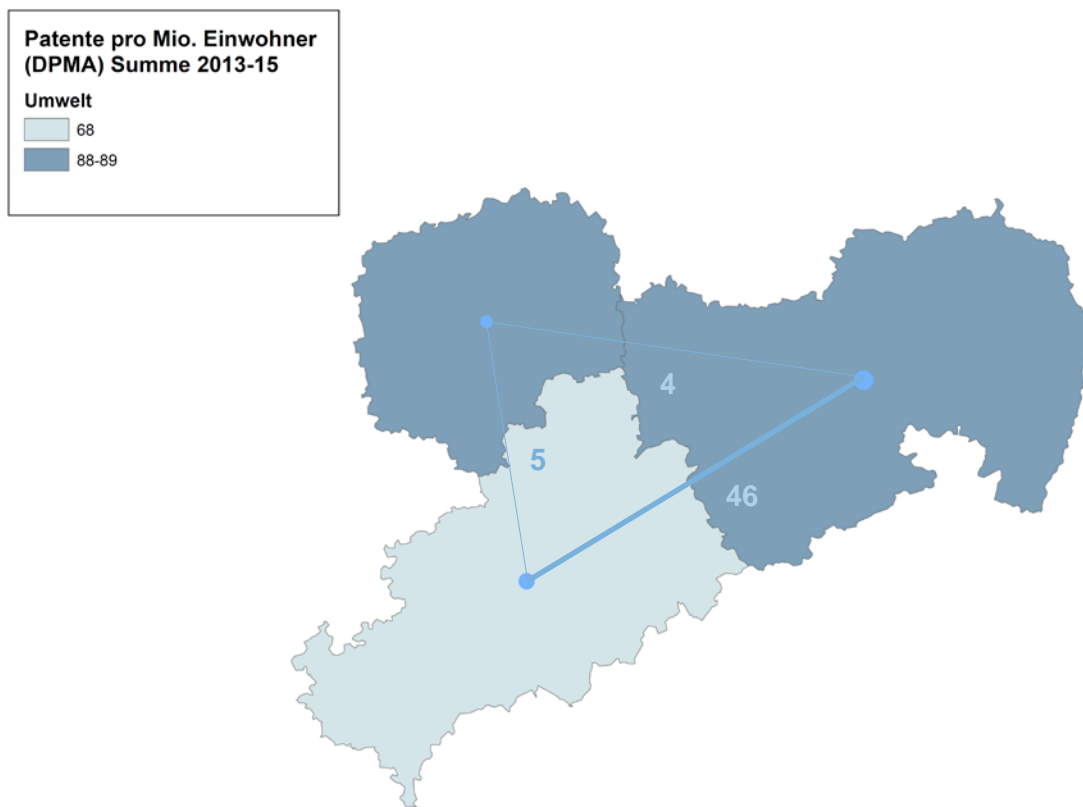 Patente pro Mio. Einwohner
(DPMA) Summe 2013-15
Umwelt
68
88-89
4
5
46